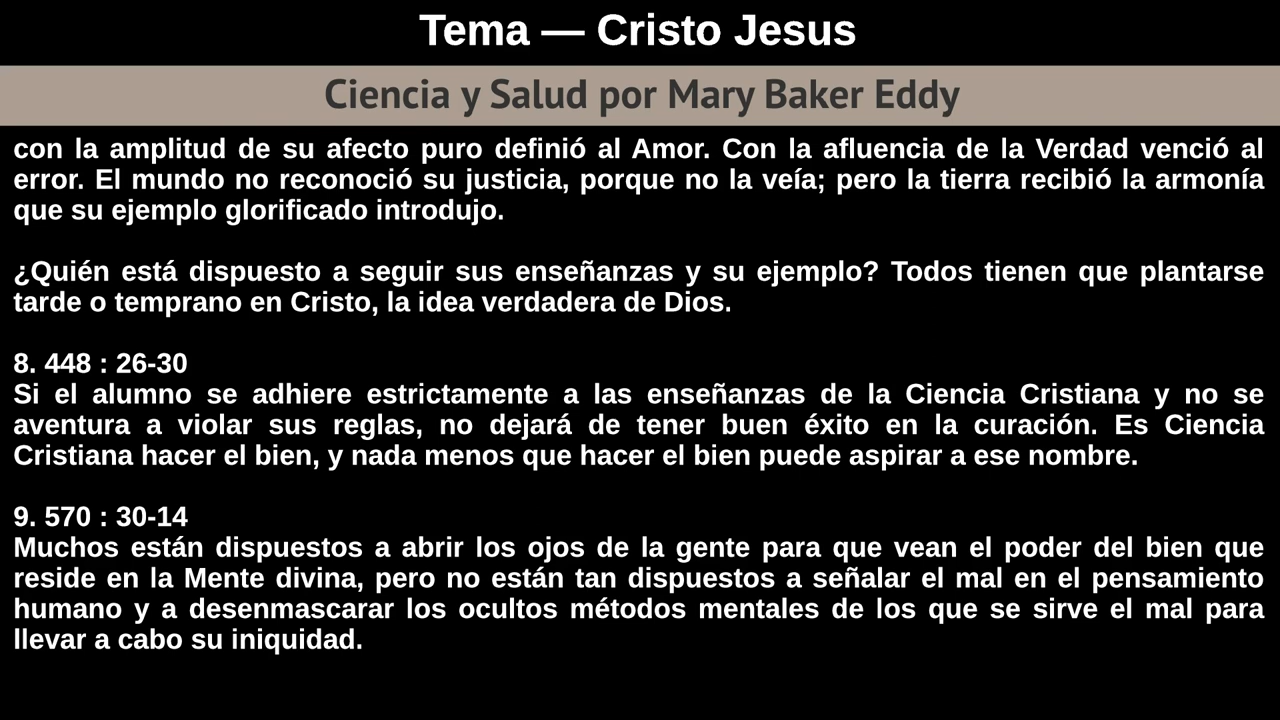 Tema — Cristo Jesus
Ciencia y Salud por Mary Baker Eddy
con la amplitud de su afecto puro definió al Amor. Con la afluencia de la Verdad venció al
error. El mundo no reconoció su justicia, porque no la veía; pero la tierra recibió la armonía
que su ejemplo glorificado introdujo.
¿Quién está dispuesto a seguir sus enseñanzas y su ejemplo? Todos tienen que plantarse
tarde o temprano en Cristo, la idea verdadera de Dios.
8. 448 : 26-30
Si el alumno se adhiere estrictamente a las enseñanzas de la Ciencia Cristiana y no se
aventura a violar sus reglas, no dejará de tener buen éxito en la curación. Es Ciencia
Cristiana hacer el bien, y nada menos que hacer el bien puede aspirar a ese nombre.
9. 570 : 30-14
Muchos están dispuestos a abrir los ojos de la gente para que vean el poder del bien que
reside en la Mente divina, pero no están tan dispuestos a señalar el mal en el pensamiento
humano y a desenmascarar los ocultos métodos mentales de los que se sirve el mal para
llevar a cabo su iniquidad.